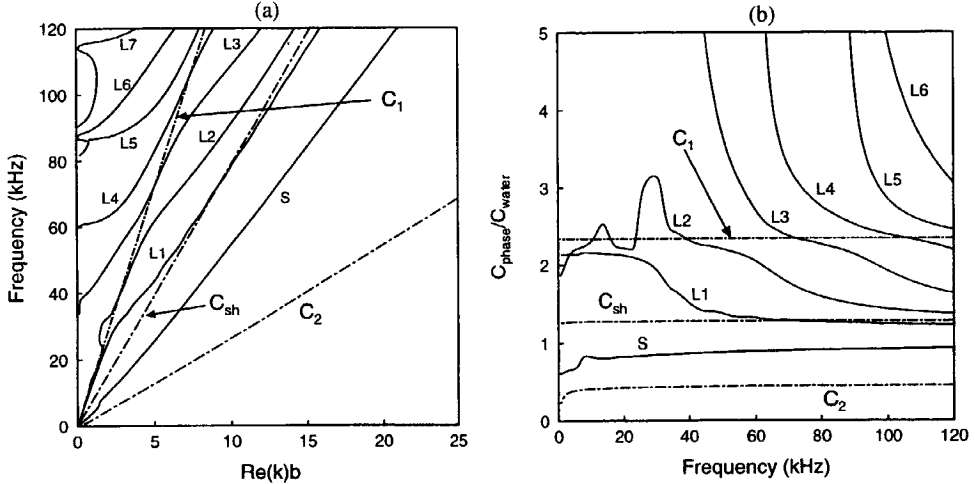 (a)
120
100
80
60
40
20
0
Frequency (kHz)
0
5
10
15
20
25
Re(k)b
L7
L6
L5
L4
L3
L2
L1
S
C1
Csh
C2
(b)
5
4
3
2
1
0
Cphase/Cwater
0
20
40
60
80
100
120
Frequency (kHz)
L6
L5
L4
L3
L2
L1
C1
Csh
S
C2